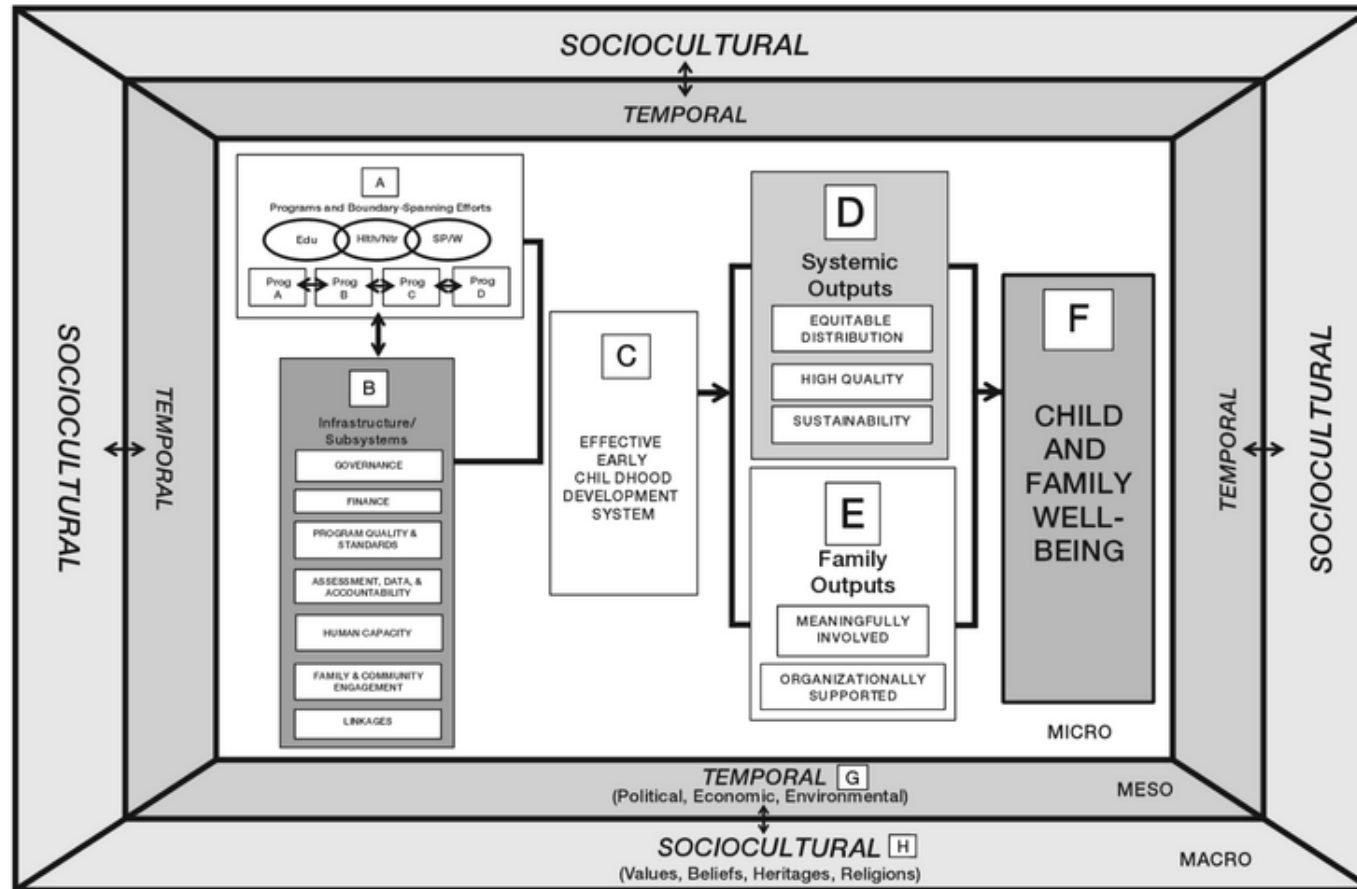 SOCIOCULTURAL
TEMPORAL
SOCIOCULTURAL
TEMPORAL
A
Programs and Boundary-Spanning Efforts
Edu
Hlth/Ntr
SP/W
Prog
A
Prog
B
Prog
C
Prog
D
B
Infrastructure/
Subsystems
GOVERNANCE
FINANCE
PROGRAM QUALITY &
STANDARDS
ASSESSMENT, DATA, &
ACCOUNTABILITY
HUMAN CAPACITY
FAMILY & COMMUNITY
ENGAGEMENT
LINKAGES
C
EFFECTIVE
EARLY
CHILDHOOD
DEVELOPMENT
SYSTEM
D
Systemic
Outputs
EQUITABLE
DISTRIBUTION
HIGH QUALITY
SUSTAINABILITY
E
Family
Outputs
MEANINGFULLY
INVOLVED
ORGANIZATIONALLY
SUPPORTED
F
CHILD
AND
FAMILY
WELL-
BEING
MICRO
TEMPORAL
SOCIOCULTURAL
TEMPORAL G
(Political, Economic, Environmental)
MESO
SOCIOCULTURAL H
(Values, Beliefs, Heritages, Religions)
MACRO